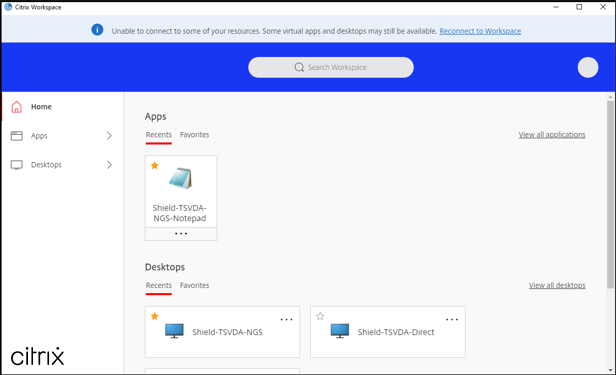 Citrix Workspace
Unable to connect to some of your resources. Some virtual apps and desktops may still be available. Reconnect to Workspace
Search Workspace
Home
Apps
Desktops
Apps
Recents Favorites
View all applications
Shield-TSVDA-
NGS-Notepad
Desktops
Recents Favorites
View all desktops
Shield-TSVDA-NGS
Shield-TSVDA-Direct
citrix